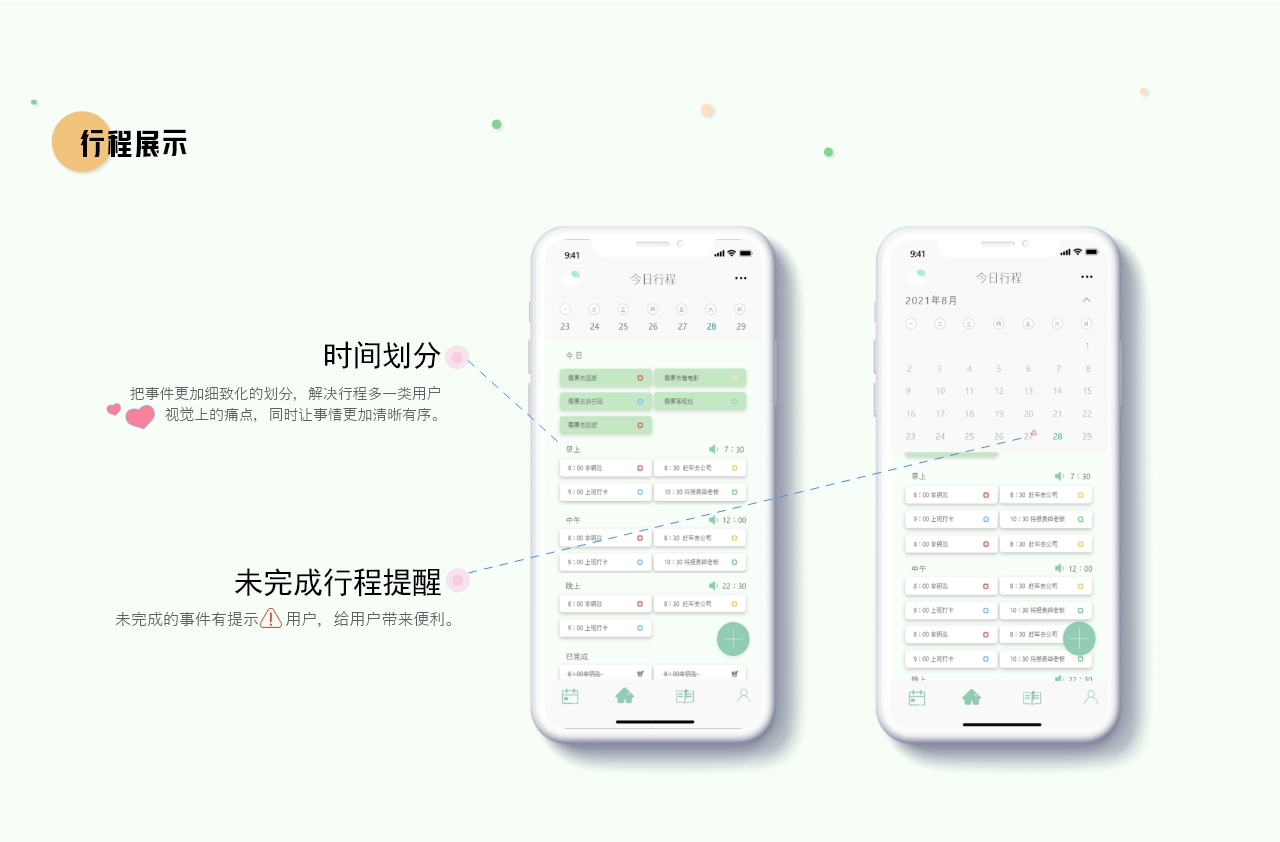 行程展示
时间划分
把事件更加细致化的划分，解决行程多一类用户
视觉上的痛点，同时让事情更加清晰有序。
未完成行程提醒
未完成的事件有提示 用户，给用户带来便利。
9:41
今日行程
一 二 三 四 五 六 日
23 24 25 26 27 28 29
今日
需要去逛街 需要去看电影
需要去游乐园 需要写规划
需要去逛街
早上 7：30
8：00 拿钥匙 8：30 赶车去公司
9：00 上班打卡 10：30 将报表给老板
中午 12：00
8：00 拿钥匙 8：30 赶车去公司
9：00 上班打卡 10：30 将报表给老板
晚上 22：30
8：00 拿钥匙 8：30 赶车去公司
9：00 上班打卡
已完成
8：00拿钥匙 8：00拿钥匙
9:41
今日行程
2021年8月
一 二 三 四 五 六 日
1
2 3 4 5 6 7 8
9 10 11 12 13 14 15
16 17 18 19 20 21 22
23 24 25 26 27 28 29
早上 7：30
8：00 拿钥匙 8：30 赶车去公司
9：00 上班打卡 10：30 将报表给老板
8：00 拿钥匙 8：30 赶车去公司
中午 12：00
8：00 拿钥匙 8：30 赶车去公司
9：00 上班打卡 10：30 将报表给老板
8：00 拿钥匙 8：30 赶车去公司
9：00 上班打卡 10：30 将报表给老板
晚上 22：30